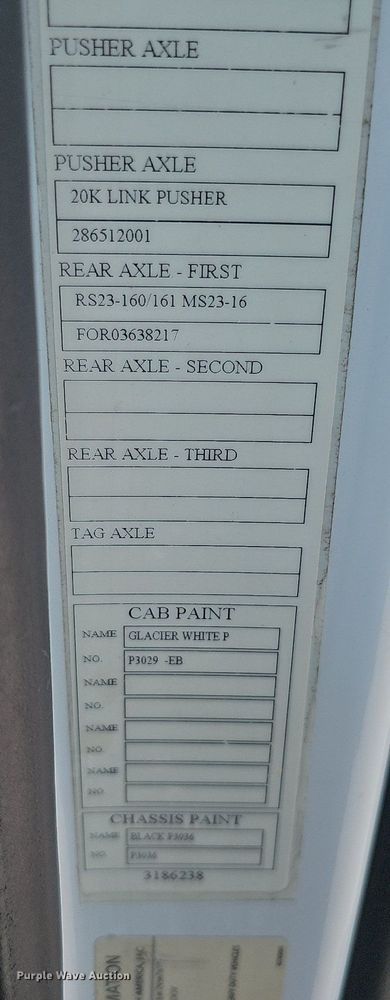 PUSHER AXLE
PUSHER AXLE
20K LINK PUSHER
286512001
REAR AXLE - FIRST
RS23-160/161 MS23-16
FOR03638217
REAR AXLE - SECOND
REAR AXLE - THIRD
TAG AXLE
CAB PAINT
NAME GLACIER WHITE P
NO. P3029 -EB
NAME
NO.
NAME
NO.
NAME
NO.
CHASSIS PAINT
NAME BLACK P3036
NO. P3036
3186238
Purple Wave Auction